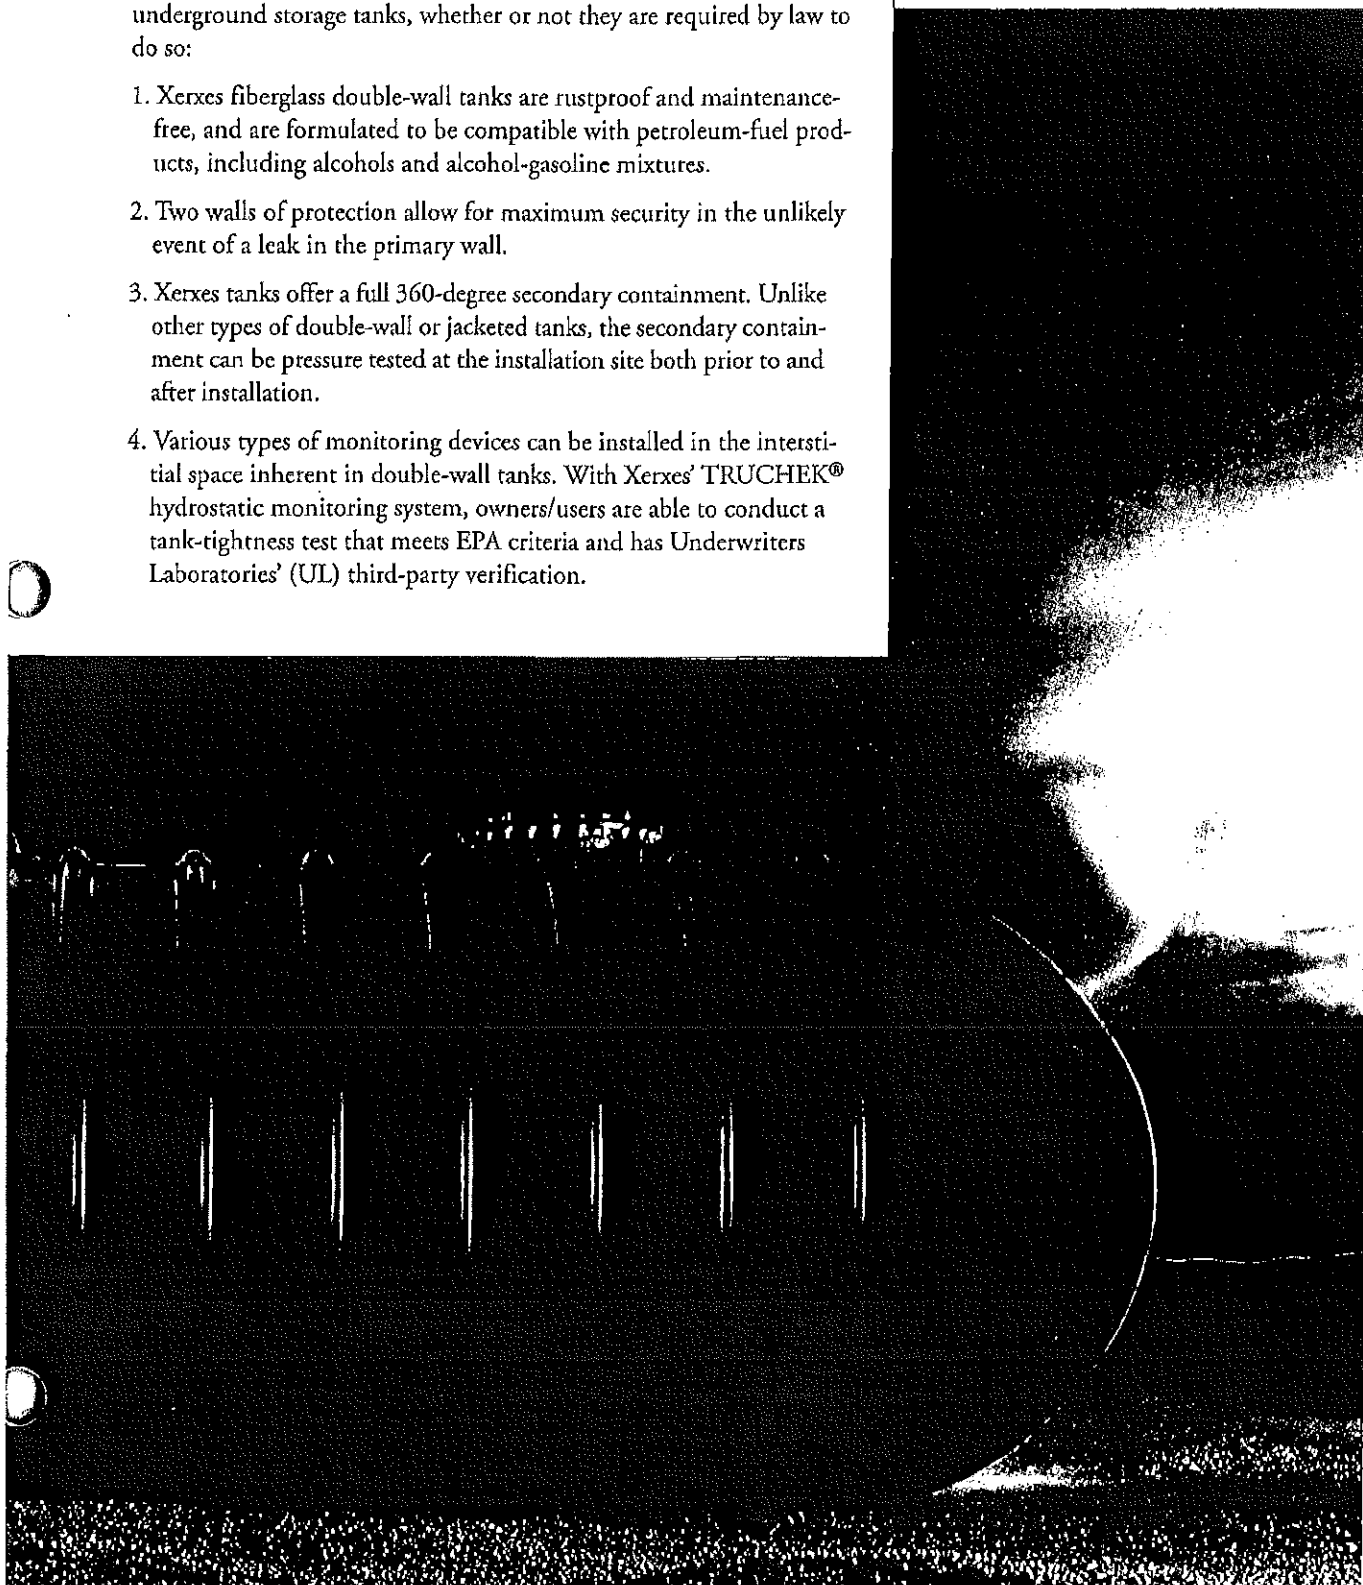 underground storage tanks, whether or not they are required by law to
do so:
1. Xerxes fiberglass double-wall tanks are rustproof and maintenance-
free, and are formulated to be compatible with petroleum-fuel prod-
ucts, including alcohols and alcohol-gasoline mixtures.
2. Two walls of protection allow for maximum security in the unlikely
event of a leak in the primary wall.
3. Xerxes tanks offer a full 360-degree secondary containment. Unlike
other types of double-wall or jacketed tanks, the secondary contain-
ment can be pressure tested at the installation site both prior to and
after installation.
4. Various types of monitoring devices can be installed in the intersti-
tial space inherent in double-wall tanks. With Xerxes' TRUCHEK®
hydrostatic monitoring system, owners/users are able to conduct a
tank-tightness test that meets EPA criteria and has Underwriters
Laboratories' (UL) third-party verification.